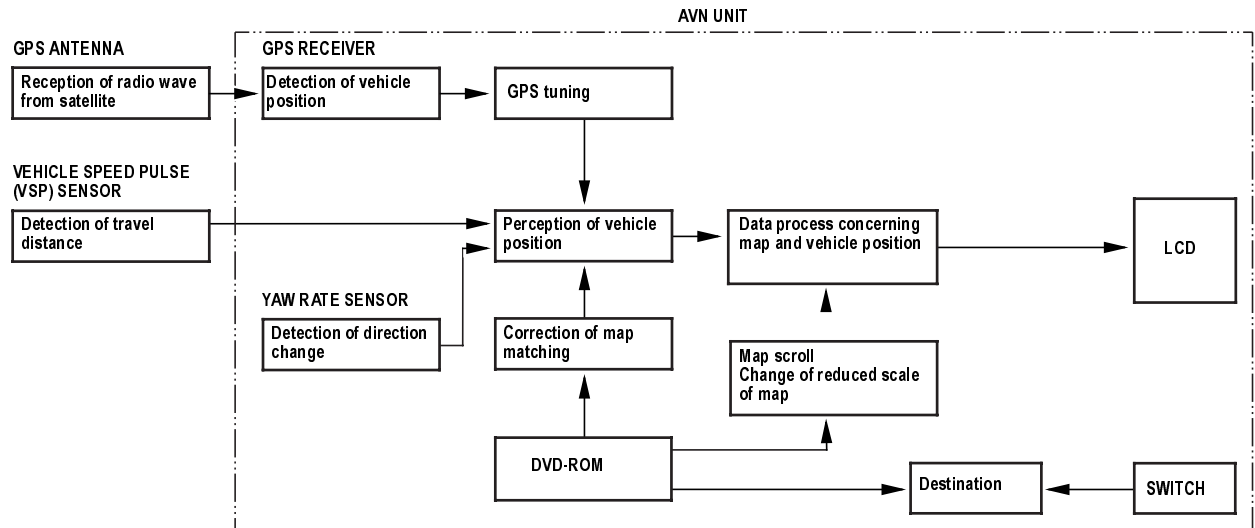 AVN UNIT
GPS ANTENNA
Reception of radio wave
from satellite
GPS RECEIVER
Detection of vehicle
position
GPS tuning
VEHICLE SPEED PULSE
(VSP) SENSOR
Detection of travel
distance
Perception of vehicle
position
Data process concerning
map and vehicle position
LCD
YAW RATE SENSOR
Detection of direction
change
Correction of map
matching
Map scroll
Change of reduced scale
of map
DVD-ROM
Destination
SWITCH